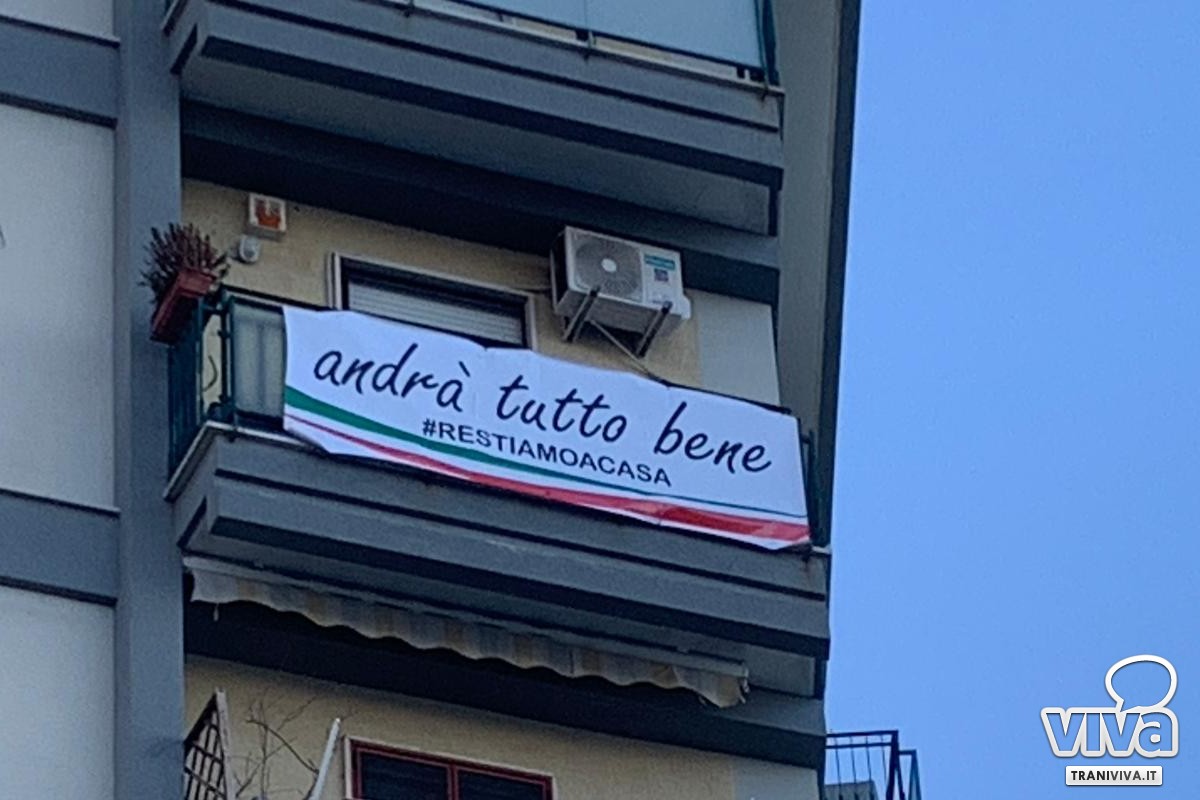 andrà tutto bene
#RESTIAMOACASA
viva
TRANIVIVA.IT